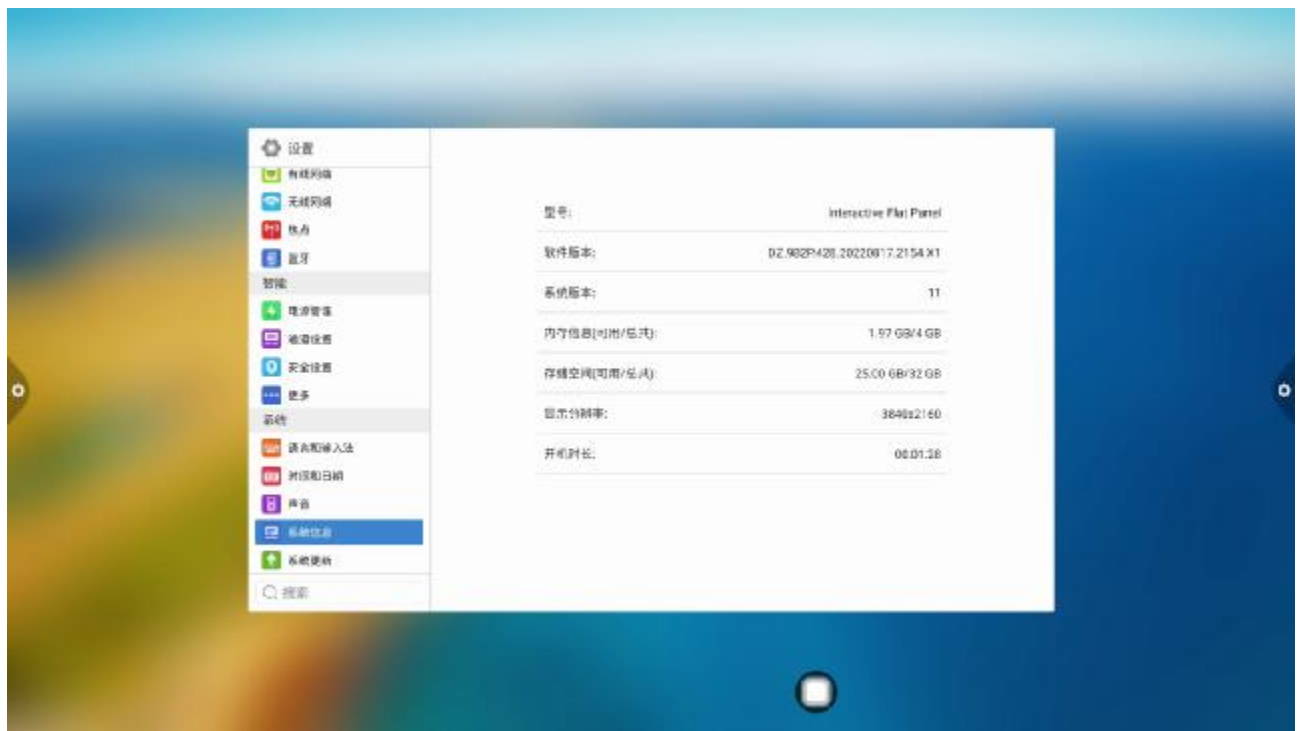 设置
有线网络
无线网络
热点
蓝牙
智能
电源管理
通道设置
安全设置
更多
系统
语言和输入法
时间和日期
声音
系统信息
系统更新
搜索
型号: Interactive Flat Panel
软件版本:
系统版本: 11
内存信息(可用/总共): 1.97 GB/4 GB
存储空间(可用/总共): 25.00 GB/32 GB
显示分辨率: 3840x2160
开机时长: 00:01:28